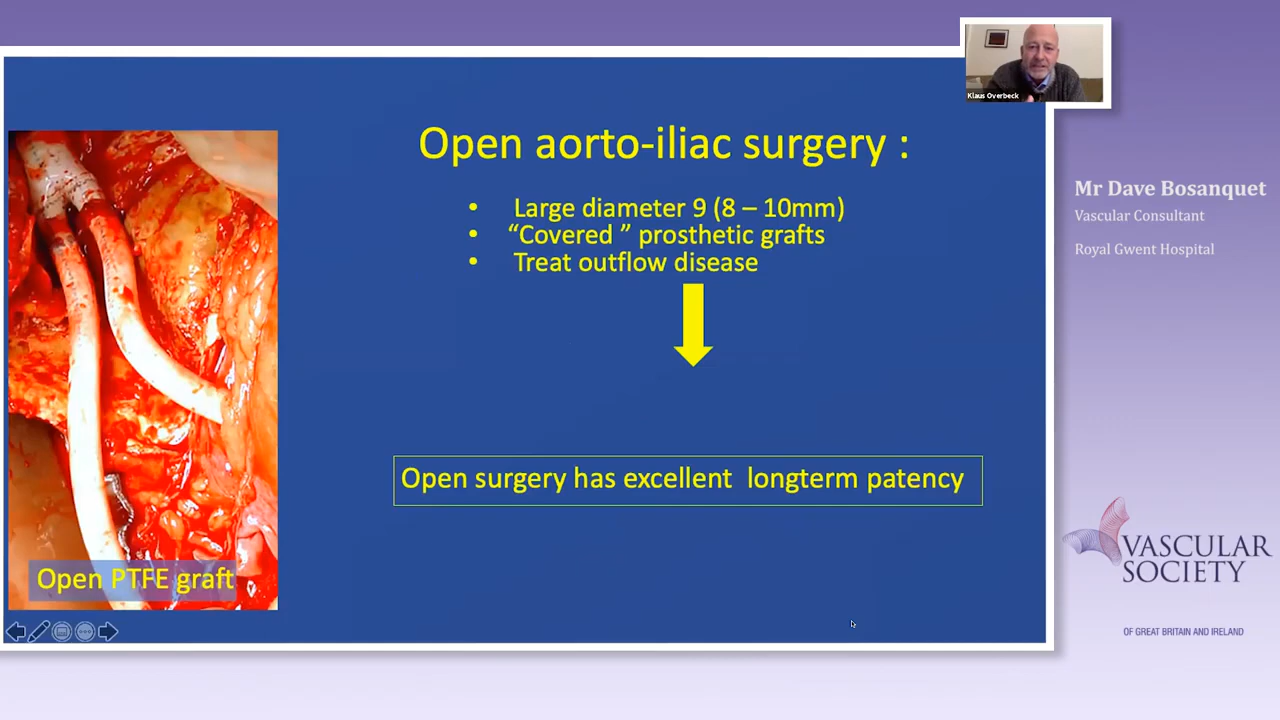 Klaus Overbeck
Open aorto-iliac surgery :
• Large diameter 9 (8 – 10mm)
• “Covered ” prosthetic grafts
• Treat outflow disease
Open surgery has excellent longterm patency
Open PTFE graft
Mr Dave Bosanquet
Vascular Consultant
Royal Gwent Hospital
VASCULAR
SOCIETY
OF GREAT BRITAIN AND IRELAND